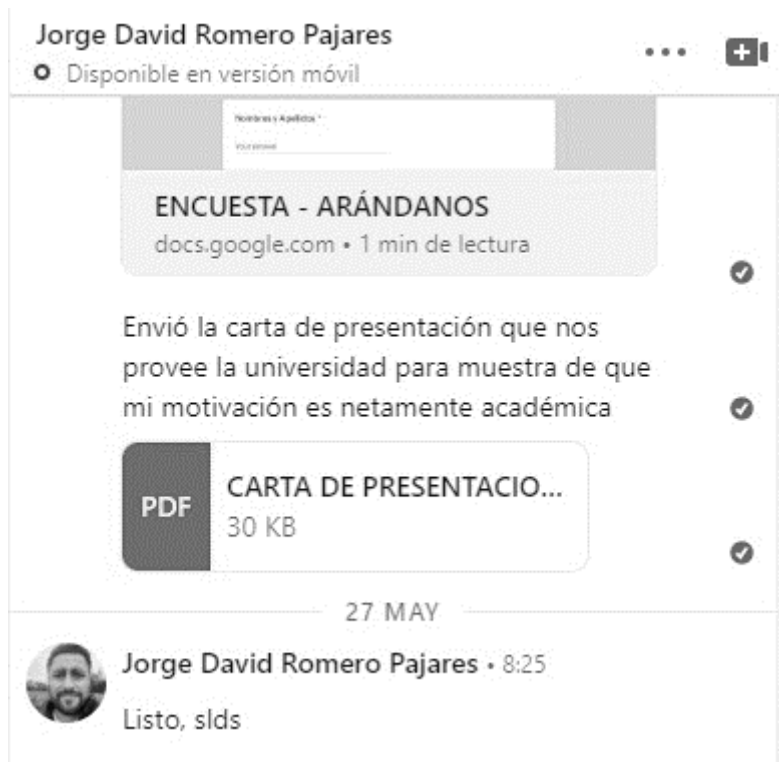 Jorge David Romero Pajares
Disponible en versión móvil
Nombres y Apellidos *
ENCUESTA - ARÁNDANOS
docs.google.com • 1 min de lectura
Envió la carta de presentación que nos
provee la universidad para muestra de que
mi motivación es netamente académica
PDF
CARTA DE PRESENTACIO...
30 KB
27 MAY
Jorge David Romero Pajares • 8:25
Listo, slds